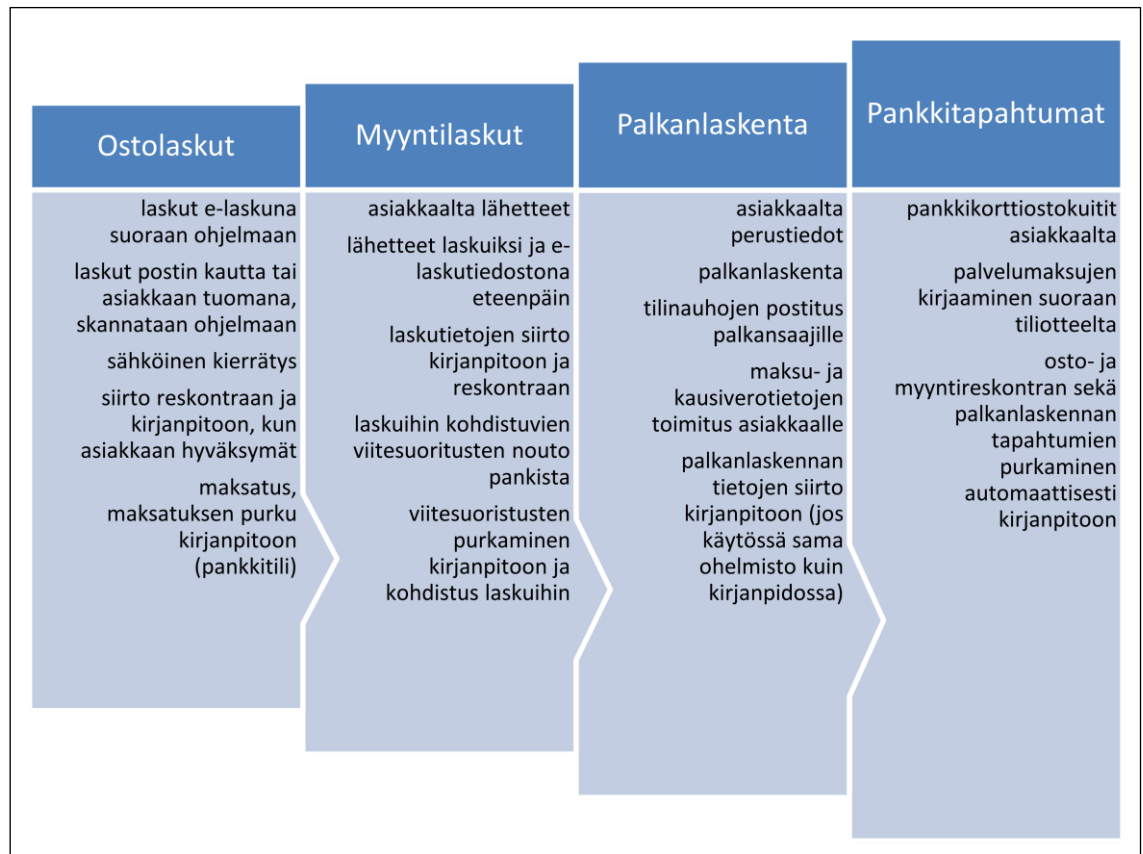 Ostolaskut
laskut e-laskuna
suoraan ohjelmaan
laskut postin kautta tai
asiakkaan tuomana,
skannataan ohjelmaan
sähköinen kierrätys
siirto reskontraan ja
kirjanpitoon, kun
asiakkaan hyväksymät
maksatus,
maksatuksen purku
kirjanpitoon
(pankkitili)
Myyntilaskut
asiakkaalta lähetteet
lähetteet laskuiksi ja e-
laskutiedostona
eteenpäin
laskutietojen siirto
kirjanpitoon ja
reskontraan
laskuihin kohdistuvien
viitesuoritusten nouto
pankista
viitesuoristusten
purkaminen
kirjanpitoon ja
kohdistus laskuihin
Palkanlaskenta
asiakkaalta
perustiedot
palkanlaskenta
tilinauhojen postitus
palkansaajille
maksu- ja
kausiverotietojen
toimitus asiakkaalle
palkanlaskennan
tietojen siirto
kirjanpitoon (jos
käytössä sama
ohelmisto kuin
kirjanpidossa)
Pankkitapahtumat
pankkikorttiostokuitit
asiakkaalta
palvelumaksujen
kirjaaminen suoraan
tiliotteelta
osto- ja
myyntireskontran sekä
palkanlaskennan
tapahtumien
purkaminen
automaattisesti
kirjanpitoon